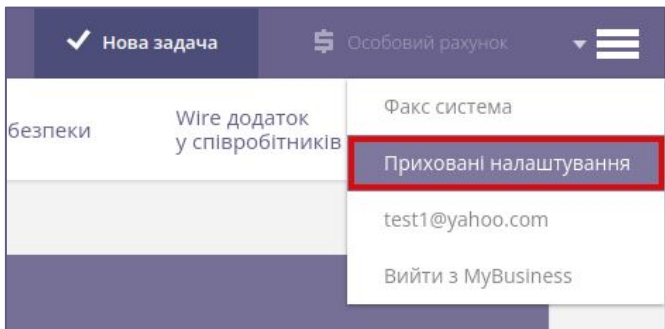 Нова задача
Особовий рахунок
безпеки
Wire додаток
у співробітників
Факс система
Приховані налаштування
test1@yahoo.com
Вийти з MyBusiness